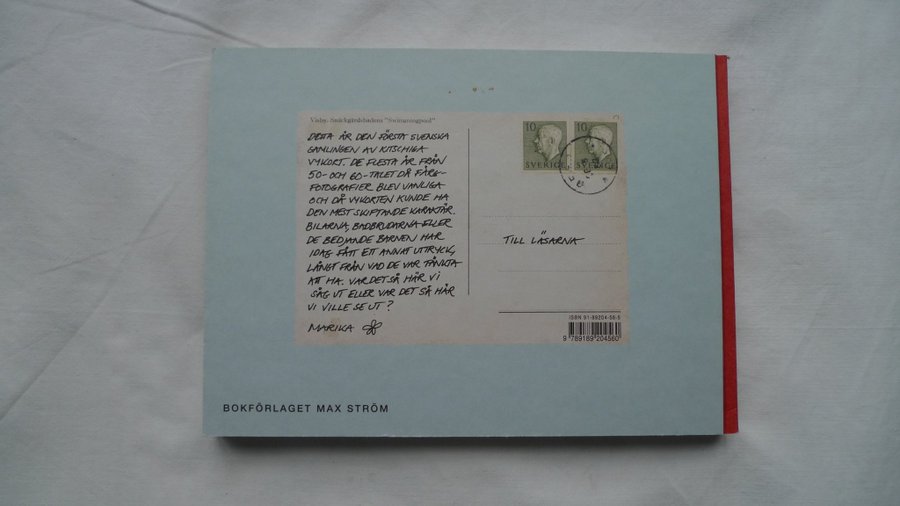 Visby. Snäckgärdsbadens "Swimmingpool"
DETTA ÄR DEN FÖRSTA SVENSKA
SAMLINGEN AV KITSCHIGA
VYKORT. DE FLESTA ÄR FRÅN
50- OCH 60-TALET DÅ FÄRG-
FOTOGRAFIER BLEV VANLIGA
OCH DÅ VYKORTEN KUNDE HA
DEN MEST SKIFTANDE KARAKTÄR.
BILARNA, BADBRUDARNA ELLER
DE BEDJANDE BARNEN HAR
IDAG FÅTT ETT ANNAT UTTRYCK,
LÅNGT FRÅN VAD DE VAR TÄNKTA
ATT HA. VAR DET SÅ HÄR VI
SÅG UT ELLER VAR DET SÅ HÄR
VI VILLE SE UT?
MARIKA
10 10
SVERIGE SVERIGE
TILL LÄSARNA
ISBN 91-89204-56-5
9 789189 204560
BOKFÖRLAGET MAX STRÖM